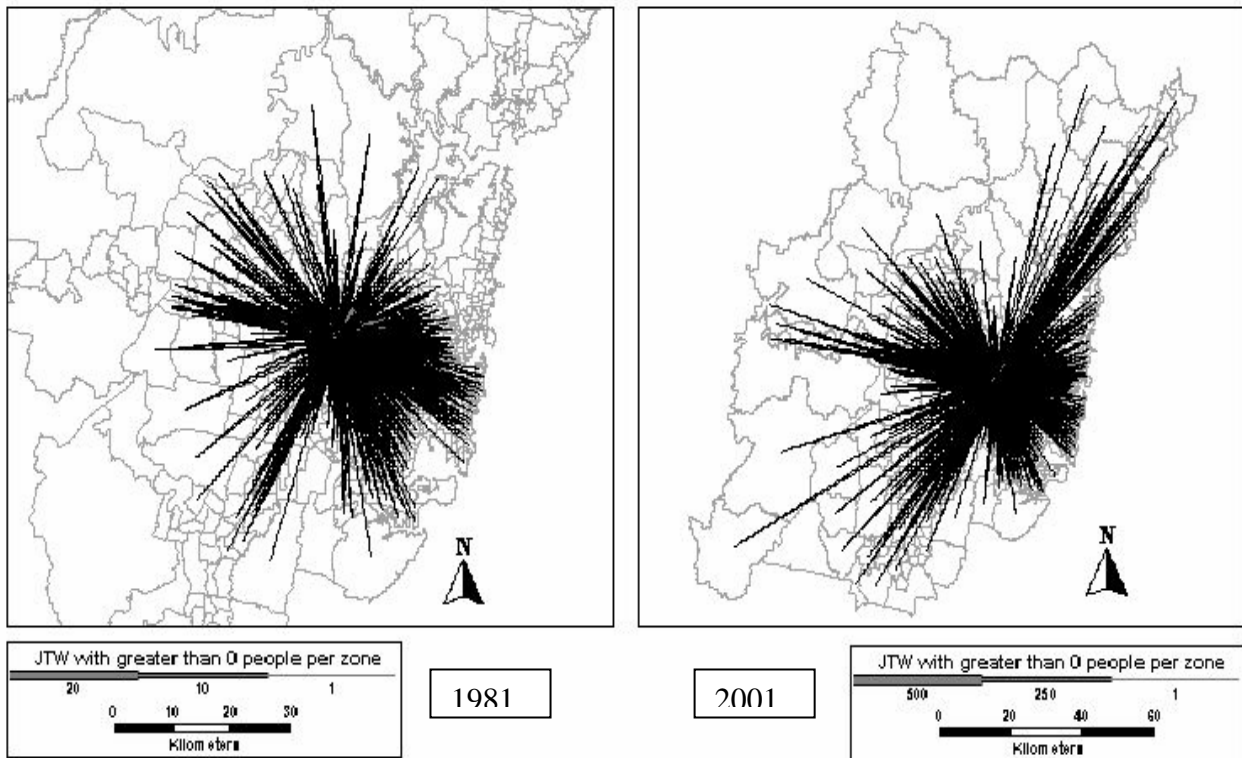 N
N
JTW with greater than 0 people per zone
20 10 1
0 10 20 30
Kilometers
1981
2001
JTW with greater than 0 people per zone
500 250 1
0 20 40 60
Kilometers